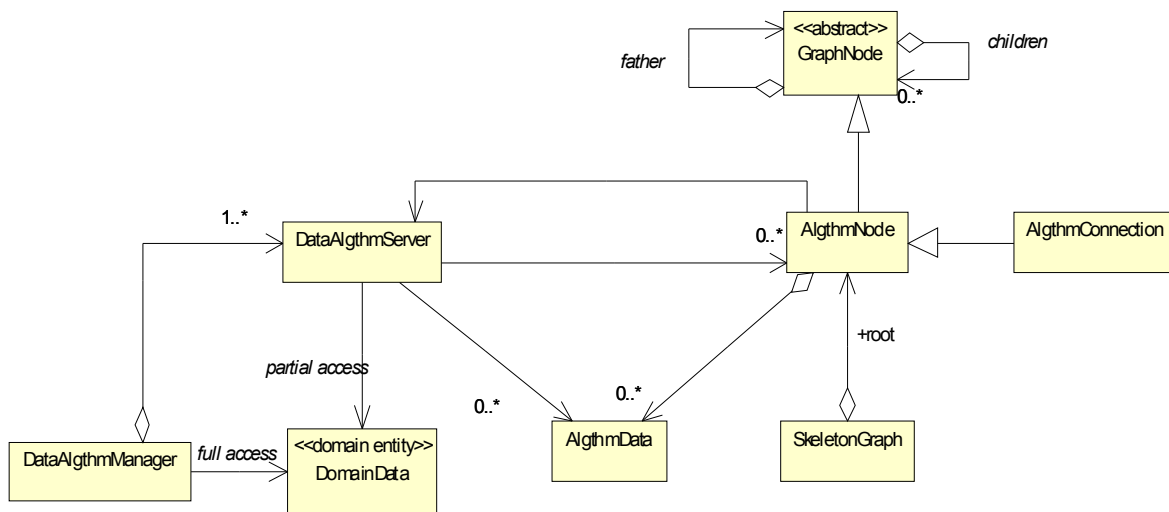 <<abstract>>
GraphNode
father
children
0..*
1..*
DataAlgthmServer
0..*
AlgthmNode
AlgthmConnection
+root
partial access
0..*
0..*
DataAlgthmManager
full access
<<domain entity>>
DomainData
AlgthmData
SkeletonGraph